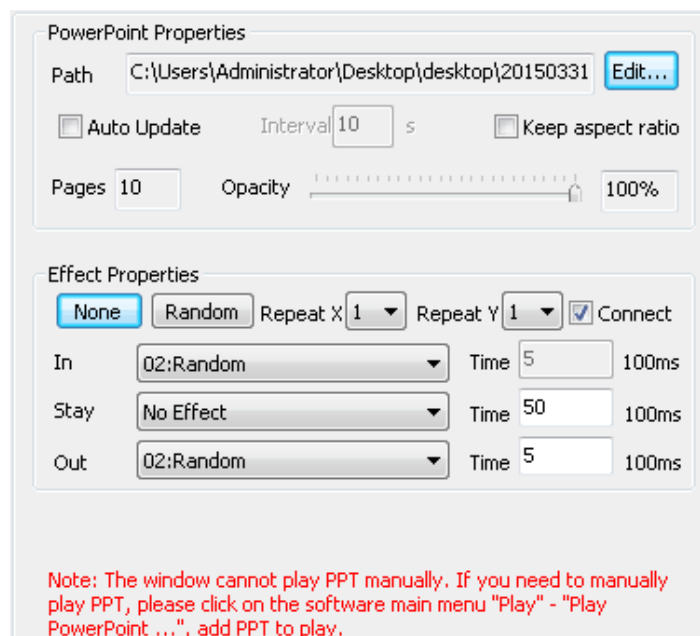 PowerPoint Properties
Path C:\Users\Administrator\Desktop\desktop\20150331 Edit...
Auto Update Interval 10 s Keep aspect ratio
Pages 10 Opacity 100%
Effect Properties
None Random Repeat X 1 Repeat Y 1 Connect
In 02:Random Time 5 100ms
Stay No Effect Time 50 100ms
Out 02:Random Time 5 100ms
Note: The window cannot play PPT manually. If you need to manually
play PPT, please click on the software main menu "Play" - "Play
PowerPoint ...", add PPT to play.